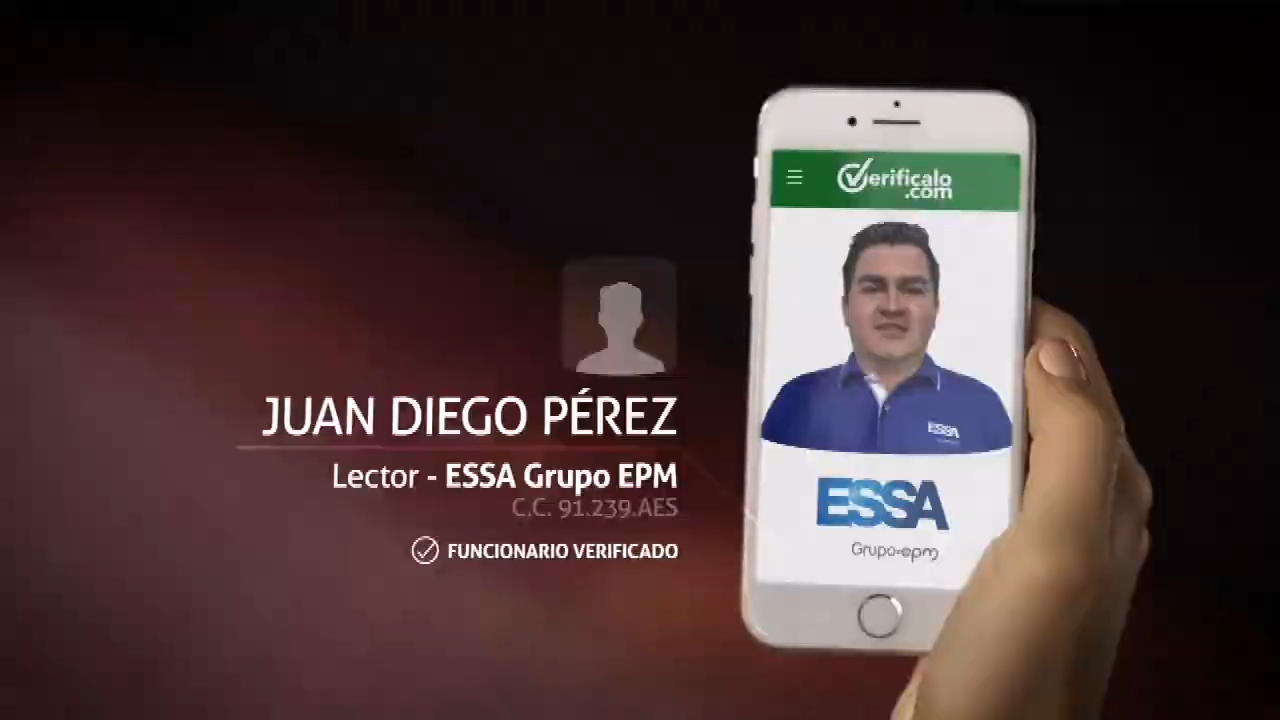 JUAN DIEGO PÉREZ
Lector - ESSA Grupo EPM
C.C. 91.239.AES
FUNCIONARIO VERIFICADO
Verificalo
.com
ESSA
ESSA
Grupo epm